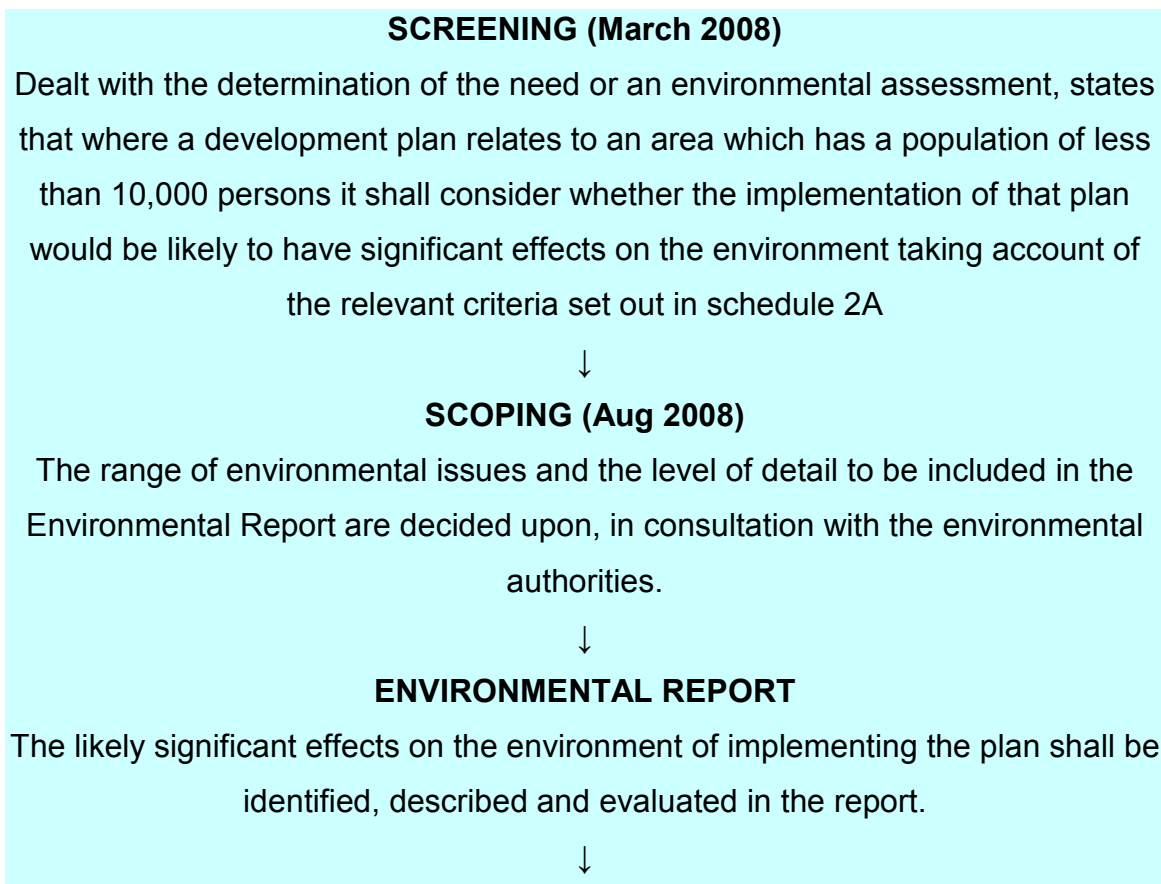 SCREENING (March 2008)
Dealt with the determination of the need or an environmental assessment, states
that where a development plan relates to an area which has a population of less
than 10,000 persons it shall consider whether the implementation of that plan
would be likely to have significant effects on the environment taking account of
the relevant criteria set out in schedule 2A
↓
SCOPING (Aug 2008)
The range of environmental issues and the level of detail to be included in the
Environmental Report are decided upon, in consultation with the environmental
authorities.
↓
ENVIRONMENTAL REPORT
The likely significant effects on the environment of implementing the plan shall be
identified, described and evaluated in the report.
↓